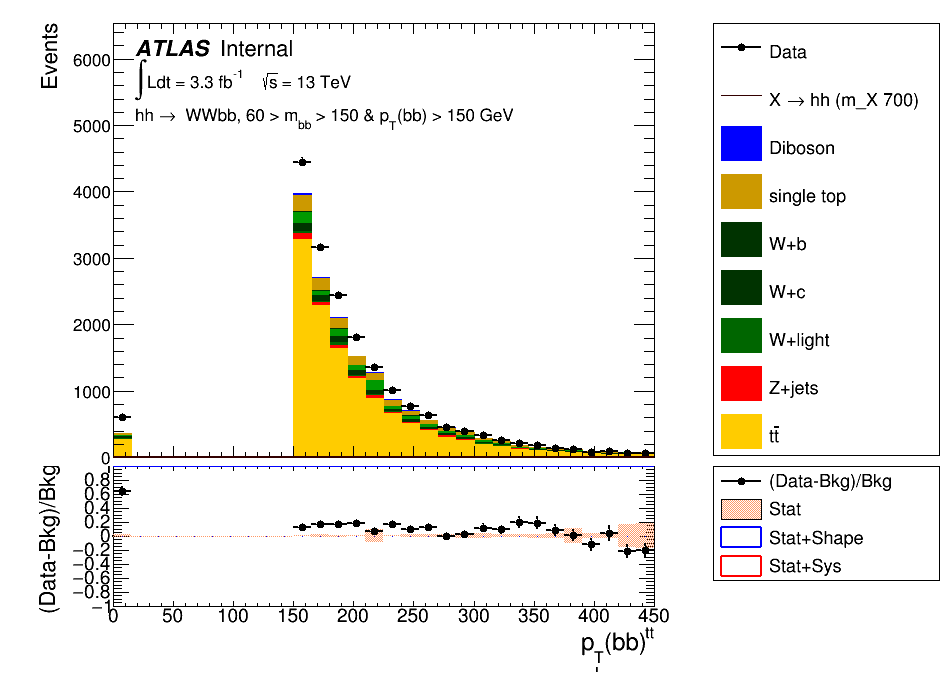 Events
ATLAS Internal
∫Ldt = 3.3 fb⁻¹ √s = 13 TeV
hh → WWbb, 60 > m_bb > 150 & p_T(bb) > 150 GeV
6000
5000
4000
3000
2000
1000
0
Data
X → hh (m_X 700)
Diboson
single top
W+b
W+c
W+light
Z+jets
tt̄
(Data-Bkg)/Bkg
0.8
0.6
0.4
0.2
0
−0.2
−0.4
−0.6
−0.8
−1
0 50 100 150 200 250 300 350 400 450
p_T(bb)^tt
(Data-Bkg)/Bkg
Stat
Stat+Shape
Stat+Sys